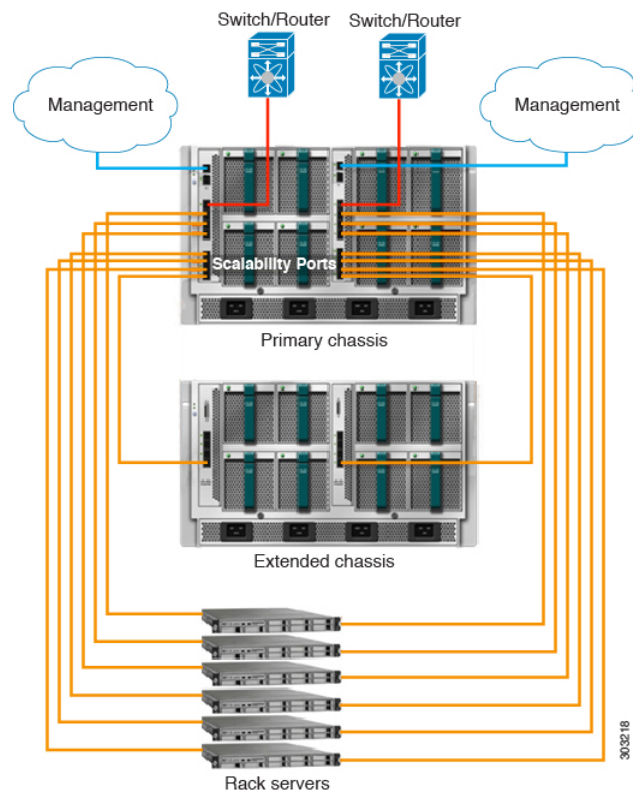 Switch/Router
Switch/Router
Management
Management
Scalability Ports
Primary chassis
Extended chassis
Rack servers
303218